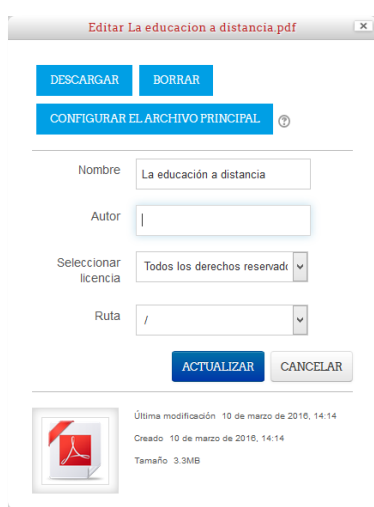 Editar La educacion a distancia.pdf
DESCARGAR BORRAR
CONFIGURAR EL ARCHIVO PRINCIPAL
Nombre La educación a distancia
Autor
Seleccionar licencia Todos los derechos reservadc
Ruta /
ACTUALIZAR CANCELAR
Última modificación 10 de marzo de 2016, 14:14
Creado 10 de marzo de 2016, 14:14
Tamaño 3.3MB